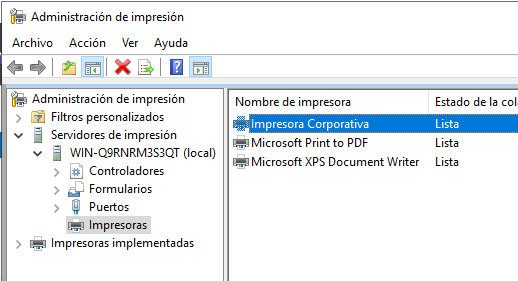 Administración de impresión
Archivo Acción Ver Ayuda
Administración de impresión
Filtros personalizados
Servidores de impresión
WIN-Q9RNRM3S3QT (local)
Controladores
Formularios
Puertos
Impresoras
Impresoras implementadas
Nombre de impresora Estado de la col
Impresora Corporativa Lista
Microsoft Print to PDF Lista
Microsoft XPS Document Writer Lista